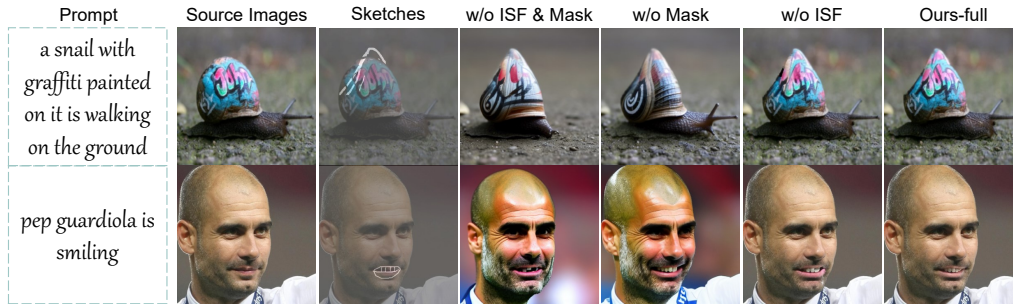 Prompt Source Images Sketches w/o ISF & Mask w/o Mask w/o ISF Ours-full
a snail with
graffiti painted
on it is walking
on the ground
pep guardiola is
smiling